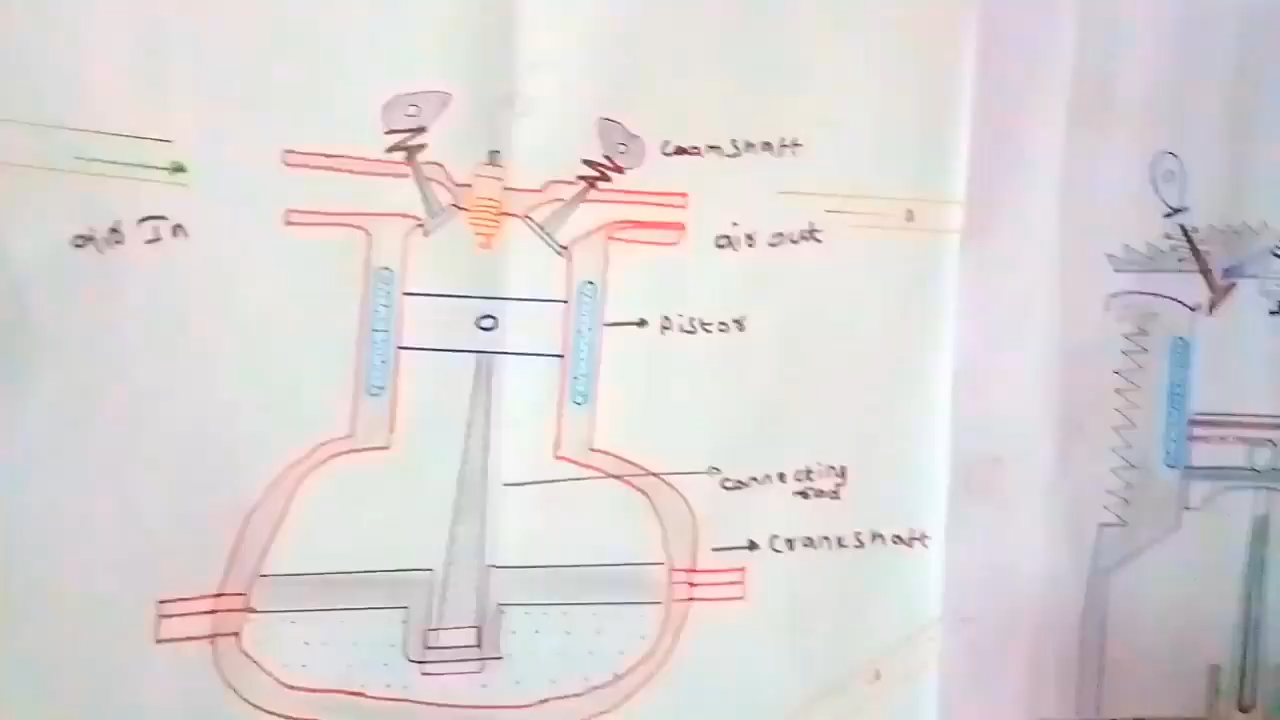 Camshaft
air In
air out
Piston
Connecting
rod
Crankshaft